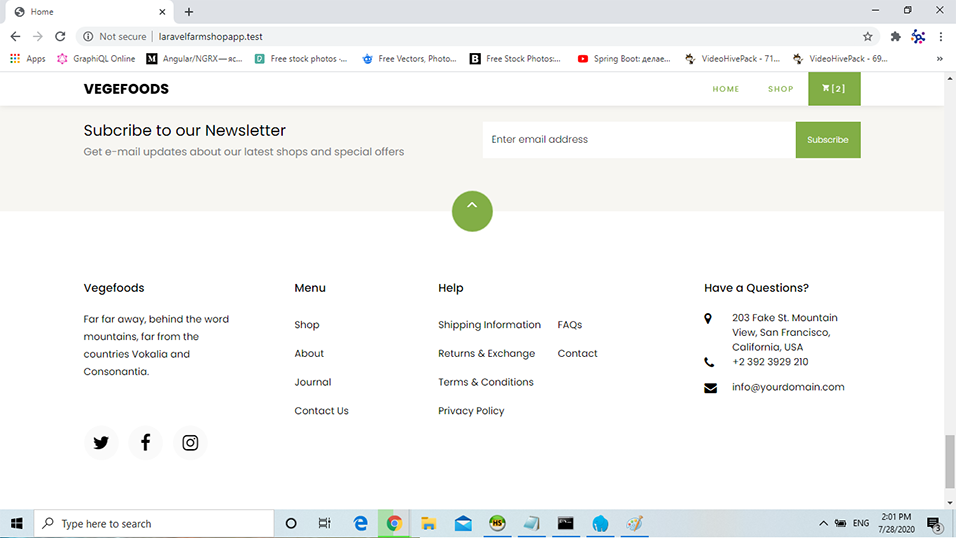 Home
Not secure | laravelfarmshopapp.test
Apps GraphiQL Online Angular/NGRX — яс... Free stock photos -... Free Vectors, Photo... Free Stock Photos:... Spring Boot: делае... VideoHivePack - 71... VideoHivePack - 69... »
VEGEFOODS HOME SHOP [2]
Subcribe to our Newsletter
Get e-mail updates about our latest shops and special offers
Enter email address Subscribe
Vegefoods
Far far away, behind the word
mountains, far from the
countries Vokalia and
Consonantia.
Menu
Shop
About
Journal
Contact Us
Help
Shipping Information
Returns & Exchange
Terms & Conditions
Privacy Policy
FAQs
Contact
Have a Questions?
203 Fake St. Mountain
View, San Francisco,
California, USA
+2 392 3929 210
info@yourdomain.com
Type here to search
ENG
2:01 PM
7/28/2020
3